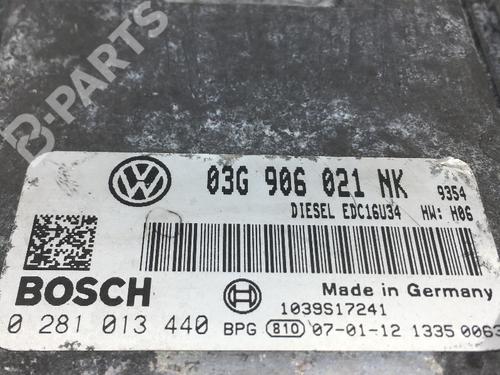 B-PARTS
03G 906 021 NK 9354
DIESEL EDC16U34 HW: H06
BOSCH
Made in Germany
1039S17241
0 281 013 440 BPG 810 07-01-12 1335 0063